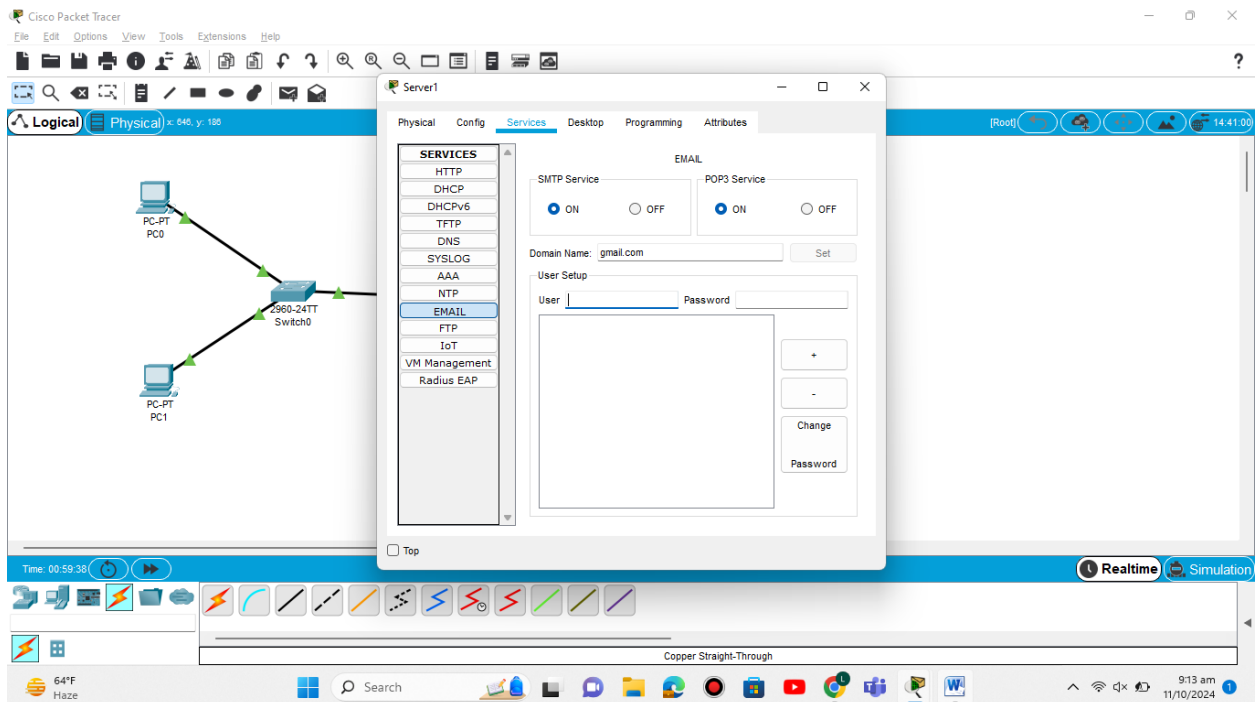 Cisco Packet Tracer
File Edit Options View Tools Extensions Help
?
Logical Physical x: 646, y: 186
[Root] 14:41:00
PC-PT
PC0
2960-24TT
Switch0
PC-PT
PC1
Server1
Physical Config Services Desktop Programming Attributes
SERVICES
HTTP
DHCP
DHCPv6
TFTP
DNS
SYSLOG
AAA
NTP
EMAIL
FTP
IoT
VM Management
Radius EAP
EMAIL
SMTP Service POP3 Service
ON OFF ON OFF
Domain Name: gmail.com Set
User Setup
User Password
+
-
Change
Password
Top
Time: 00:59:38
Realtime Simulation
Copper Straight-Through
64°F
Haze
Search
9:13 am
11/10/2024
1